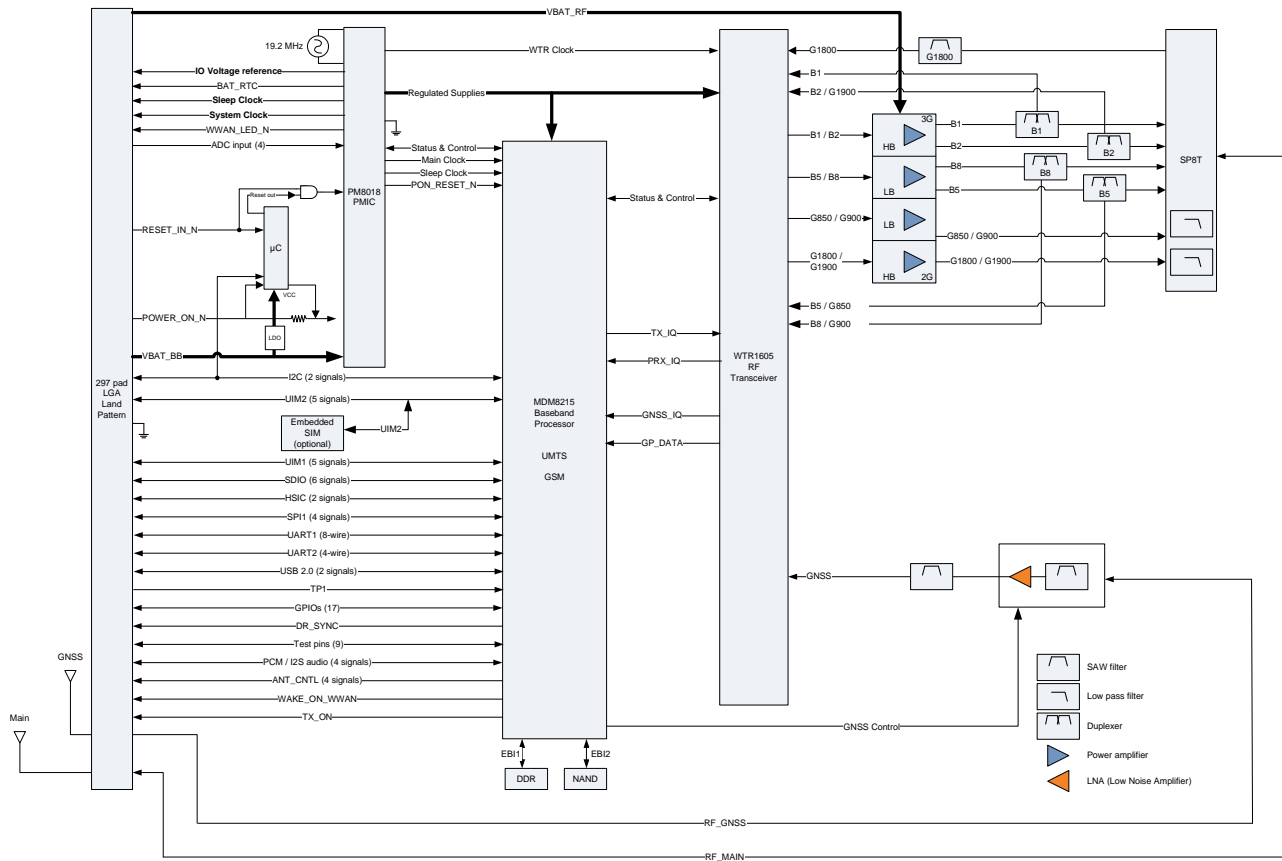 VBAT_RF
19.2 MHz
WTR Clock
G1800
G1800
IO Voltage reference
BAT_RTC
Sleep Clock
System Clock
WWAN_LED_N
ADC input (4)
Regulated Supplies
B1
B2 / G1900
3G
HB
B1
B1
B2
B2
B1 / B2
SP8T
Status & Control
Main Clock
Sleep Clock
PON_RESET_N
PM8018
PMIC
B5 / B8
LB
B8
B8
B5
B5
Status & Control
Reset out
RESET_IN_N
µC
VCC
G850 / G900
LB
G850 / G900
G1800 /
G1900
HB
2G
G1800 / G1900
POWER_ON_N
LDO
VBAT_BB
B5 / G850
B8 / G900
TX_IQ
PRX_IQ
WTR1605
RF
Transceiver
297 pad
LGA
Land
Pattern
I2C (2 signals)
UIM2 (5 signals)
Embedded
SIM
(optional)
UIM2
MDM8215
Baseband
Processor
UMTS
GSM
GNSS_IQ
GP_DATA
UIM1 (5 signals)
SDIO (6 signals)
HSIC (2 signals)
SPI1 (4 signals)
UART1 (8-wire)
UART2 (4-wire)
USB 2.0 (2 signals)
TP1
GPIOs (17)
DR_SYNC
Test pins (9)
PCM / I2S audio (4 signals)
ANT_CNTL (4 signals)
WAKE_ON_WWAN
TX_ON
GNSS
GNSS
Main
GNSS Control
SAW filter
Low pass filter
Duplexer
Power amplifier
LNA (Low Noise Amplifier)
EBI1
EBI2
DDR
NAND
RF_GNSS
RF_MAIN